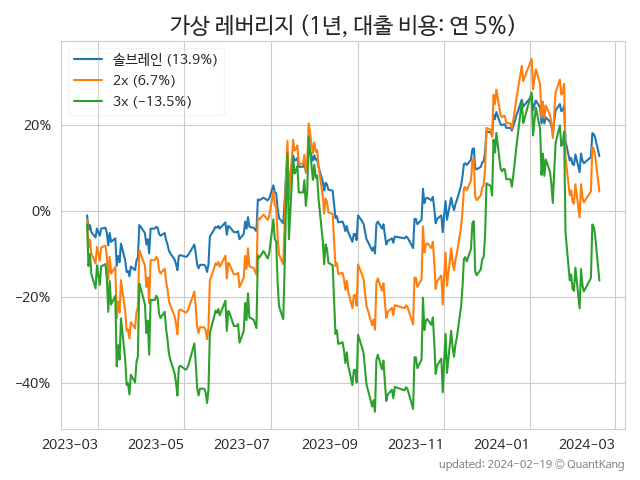 가상 레버리지 (1년, 대출 비용: 연 5%)
솔브레인 (13.9%)
2x (6.7%)
3x (−13.5%)
20%
0%
−20%
−40%
2023-03 2023-05 2023-07 2023-09 2023-11 2024-01 2024-03
updated: 2024-02-19 @ QuantKang